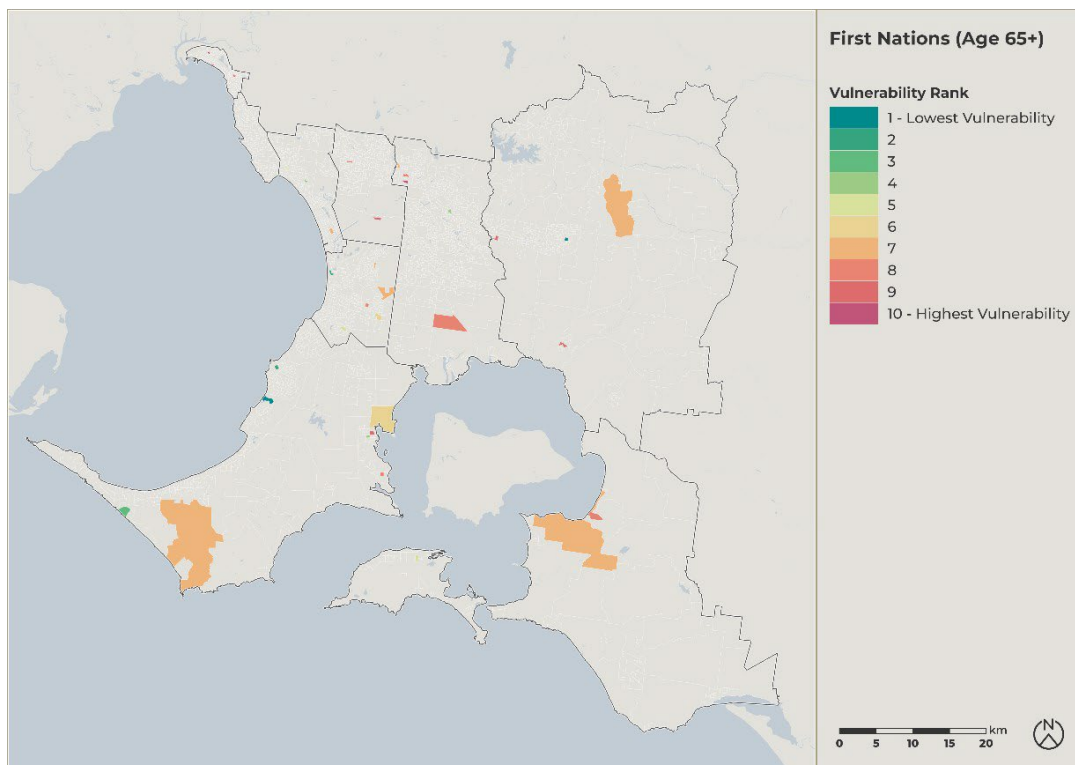 First Nations (Age 65+)
Vulnerability Rank
1 - Lowest Vulnerability
2
3
4
5
6
7
8
9
10 - Highest Vulnerability
km
N
0 5 10 15 20